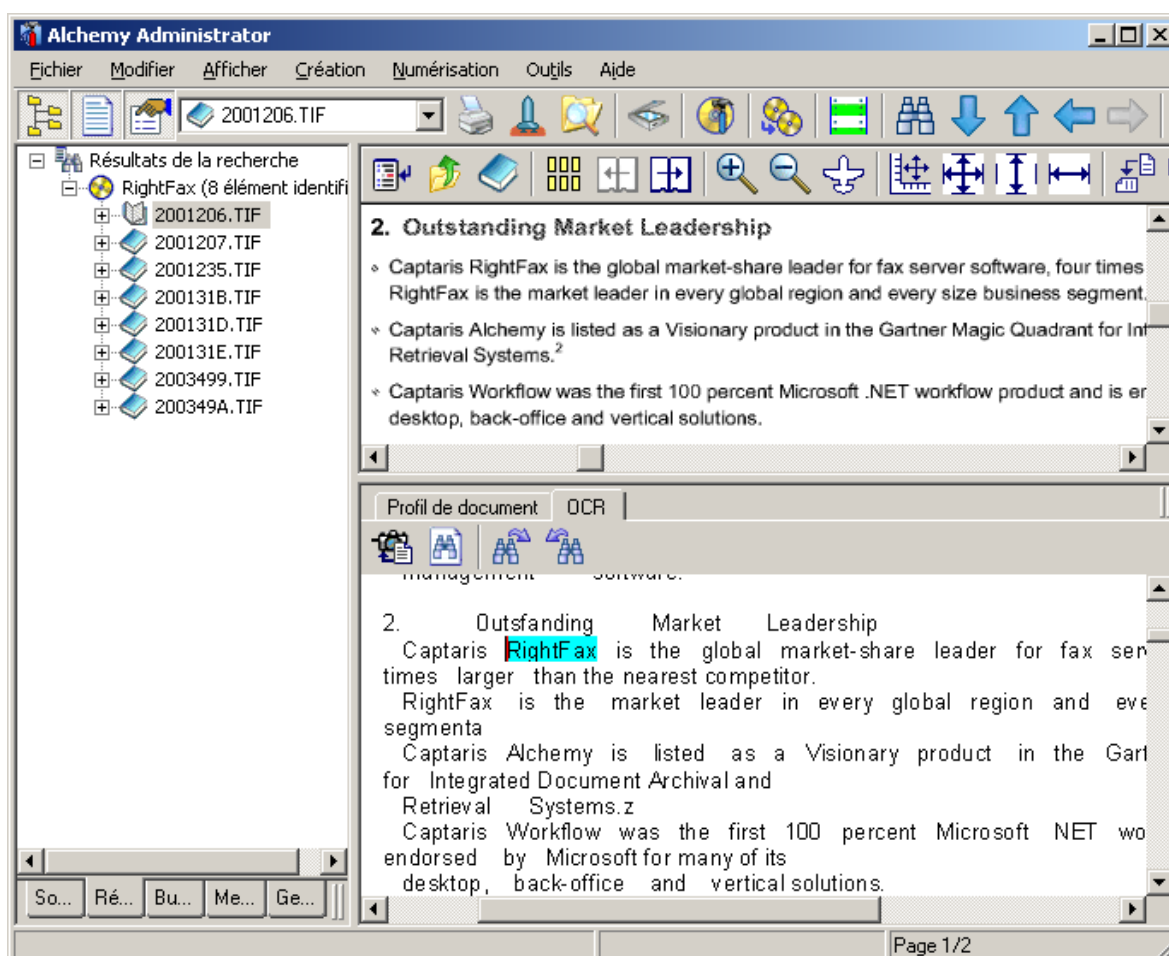 Alchemy Administrator
Fichier Modifier Afficher Création Numérisation Outils Aide
2001206.TIF
Résultats de la recherche
RightFax (8 élément identifi
2001206.TIF
2001207.TIF
2001235.TIF
200131B.TIF
200131D.TIF
200131E.TIF
2003499.TIF
200349A.TIF
So... Ré... Bu... Me... Ge...
2. Outstanding Market Leadership
Captaris RightFax is the global market-share leader for fax server software, four times
RightFax is the market leader in every global region and every size business segment.
Captaris Alchemy is listed as a Visionary product in the Gartner Magic Quadrant for Int
Retrieval Systems.2
Captaris Workflow was the first 100 percent Microsoft .NET workflow product and is er
desktop, back-office and vertical solutions.
Profil de document OCR
management software.
2. Outsfanding Market Leadership
Captaris RightFax is the global market-share leader for fax serv
times larger than the nearest competitor.
RightFax is the market leader in every global region and eve
segmenta
Captaris Alchemy is listed as a Visionary product in the Gart
for Integrated Document Archival and
Retrieval Systems.z
Captaris Workflow was the first 100 percent Microsoft NET wo
endorsed by Microsoft for many of its
desktop, back-office and vertical solutions.
Page 1/2